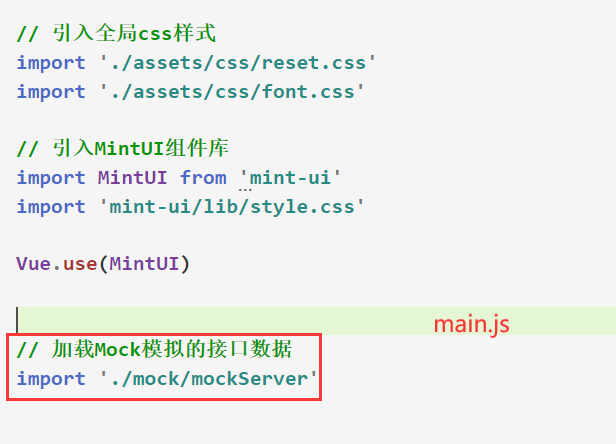 // 引入全局css样式
import './assets/css/reset.css'
import './assets/css/font.css'
// 引入MintUI组件库
import MintUI from 'mint-ui'
import 'mint-ui/lib/style.css'
Vue.use(MintUI)
main.js
// 加载Mock模拟的接口数据
import './mock/mockServer'